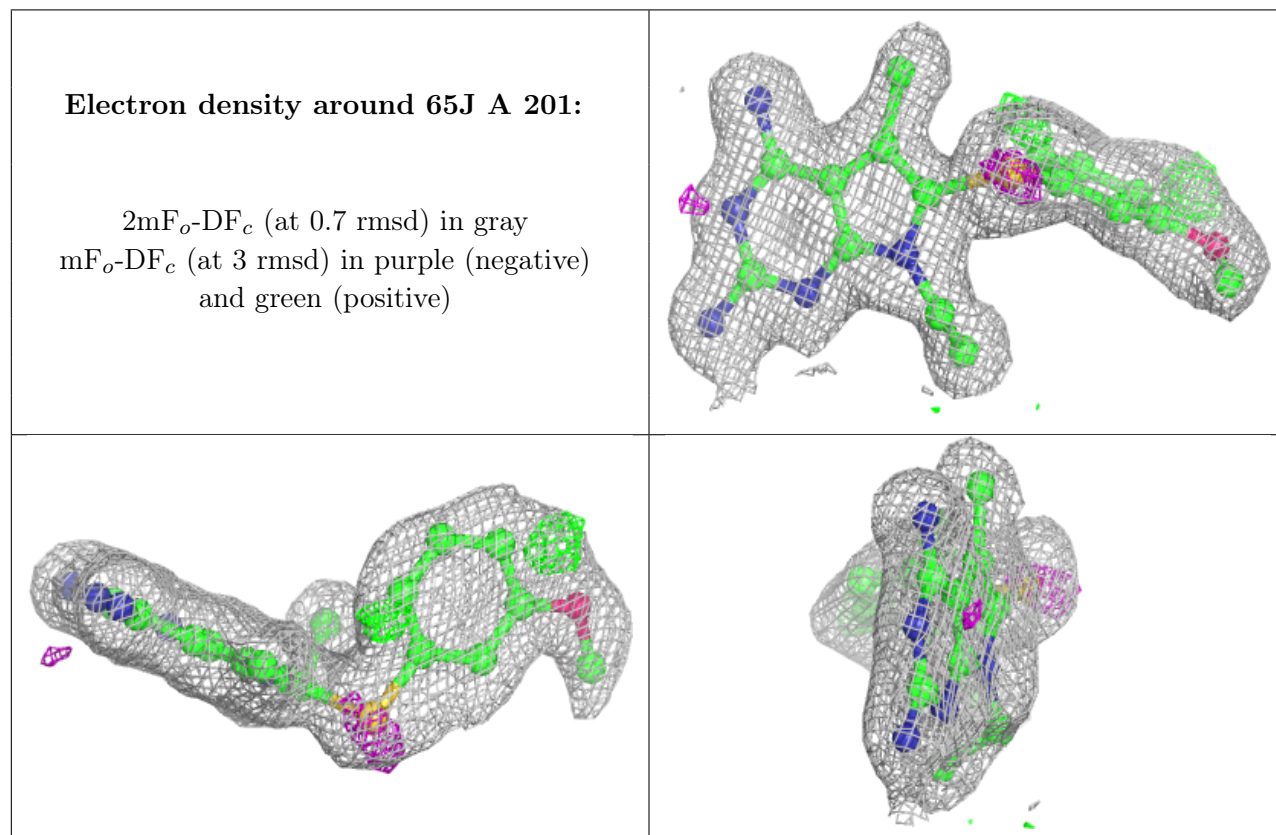 Electron density around 65J A 201:
2mFo-DFc (at 0.7 rmsd) in gray
mFo-DFc (at 3 rmsd) in purple (negative)
and green (positive)